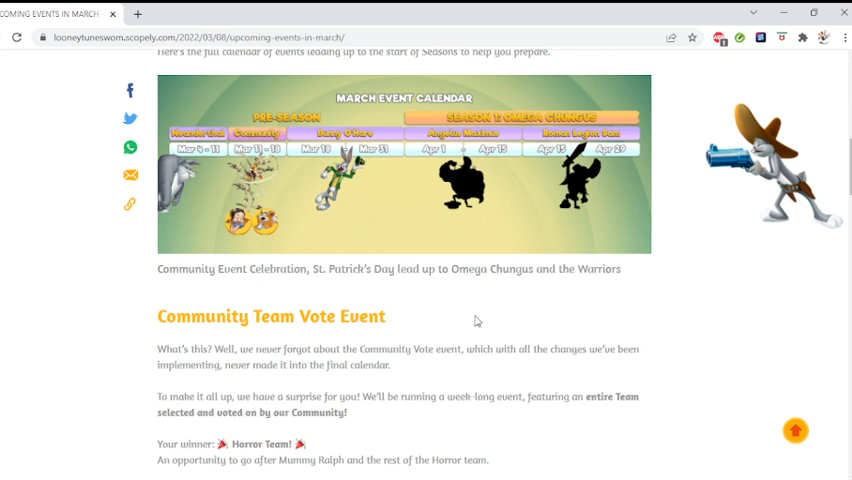 COMING EVENTS IN MARCH
looneytuneswom.scopely.com/2022/03/08/upcoming-events-in-march/
Here's the full calendar of events leading up to the start of Seasons to help you prepare.
MARCH EVENT CALENDAR
PRE-SEASON
SEASON 1: OMEGA CHUNGUS
Neanderthal
Community
Danny O'Hare
Angelia Maximus
Roman Legion Sam
Mar 4 - 11
Mar 11 - 18
Mar 18 - Mar 31
Apr 1 - Apr 15
Apr 15 - Apr 29
Community Event Celebration, St. Patrick's Day lead up to Omega Chungus and the Warriors
Community Team Vote Event
What's this? Well, we never forgot about the Community Vote event, which with all the changes we've been
implementing, never made it into the final calendar.
To make it all up, we have a surprise for you! We'll be running a week-long event, featuring an entire Team
selected and voted on by our Community!
Your winner: 🎉 Horror Team! 🎉
An opportunity to go after Mummy Ralph and the rest of the Horror team.